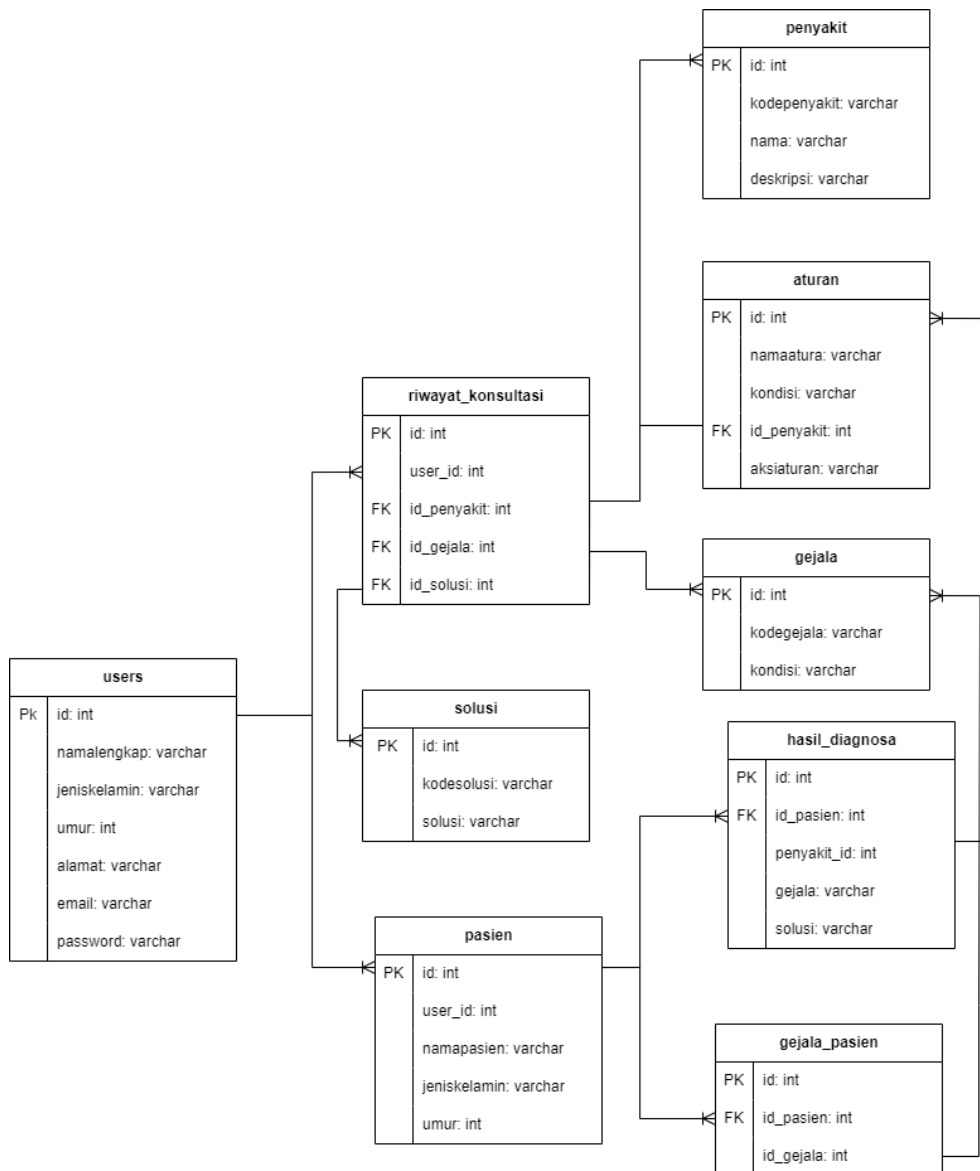 penyakit
PK id: int
kodepenyakit: varchar
nama: varchar
deskripsi: varchar
aturan
PK id: int
namaatura: varchar
kondisi: varchar
FK id_penyakit: int
aksiaturan: varchar
riwayat_konsultasi
PK id: int
user_id: int
FK id_penyakit: int
FK id_gejala: int
FK id_solusi: int
gejala
PK id: int
kodegejala: varchar
kondisi: varchar
users
Pk id: int
namalengkap: varchar
jeniskelamin: varchar
umur: int
alamat: varchar
email: varchar
password: varchar
solusi
PK id: int
kodesolusi: varchar
solusi: varchar
hasil_diagnosa
PK id: int
FK id_pasien: int
penyakit_id: int
gejala: varchar
solusi: varchar
pasien
PK id: int
user_id: int
namapasien: varchar
jeniskelamin: varchar
umur: int
gejala_pasien
PK id: int
FK id_pasien: int
id_gejala: int